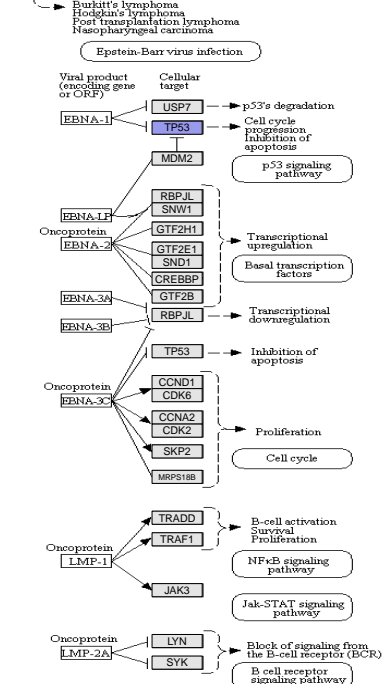 Burkitt's lymphoma
Hodgkin's lymphoma
Post transplantation lymphoma
Nasopharyngeal carcinoma
Epstein-Barr virus infection
Viral product
(encoding gene
or ORF)
Cellular
target
USP7
p53's degradation
EBNA-1
TP53
Cell cycle
progression
Inhibition of
apoptosis
MDM2
p53 signaling
pathway
RBPJL
SNW1
EBNA-LP
GTF2H1
Oncoprotein
EBNA-2
Transcriptional
upregulation
GTF2E1
SND1
Basal transcription
factors
CREBBP
GTF2B
EBNA-3A
RBPJL
Transcriptional
downregulation
EBNA-3B
TP53
Inhibition of
apoptosis
CCND1
CDK6
Oncoprotein
EBNA-3C
CCNA2
CDK2
Proliferation
SKP2
Cell cycle
MRPS18B
TRADD
B-cell activation
Survival
Proliferation
TRAF1
Oncoprotein
LMP-1
NFκB signaling
pathway
JAK3
Jak-STAT signaling
pathway
Oncoprotein
LMP-2A
LYN
SYK
Block of signaling from
the B-cell receptor (BCR)
B cell receptor
signaling pathway